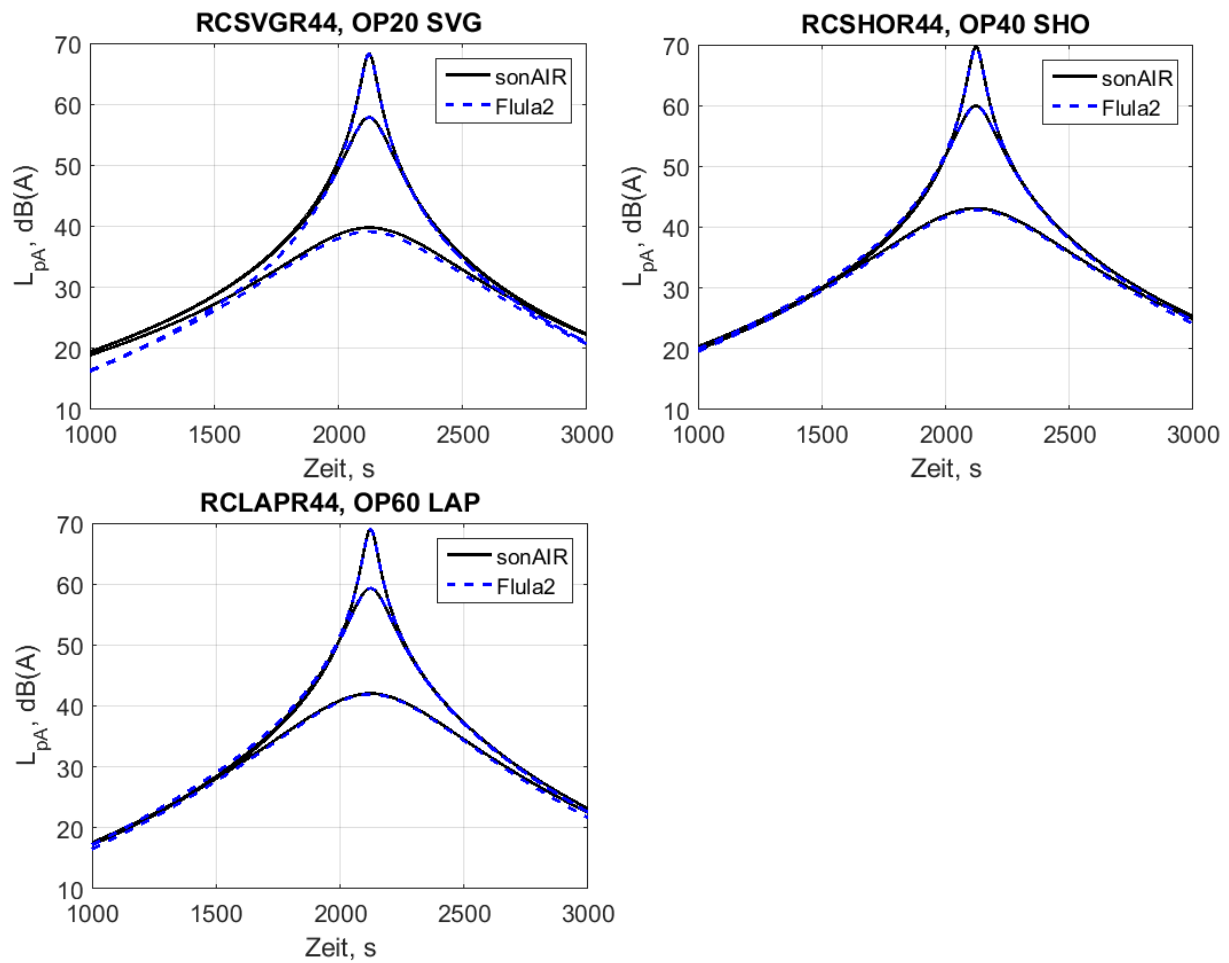 RCSVGR44, OP20 SVG
70
60
50
40
30
20
10
L_pA, dB(A)
sonAIR
Flula2
1000 1500 2000 2500 3000
Zeit, s
RCSHOR44, OP40 SHO
70
60
50
40
30
20
10
L_pA, dB(A)
sonAIR
Flula2
1000 1500 2000 2500 3000
Zeit, s
RCLAPR44, OP60 LAP
70
60
50
40
30
20
10
L_pA, dB(A)
sonAIR
Flula2
1000 1500 2000 2500 3000
Zeit, s